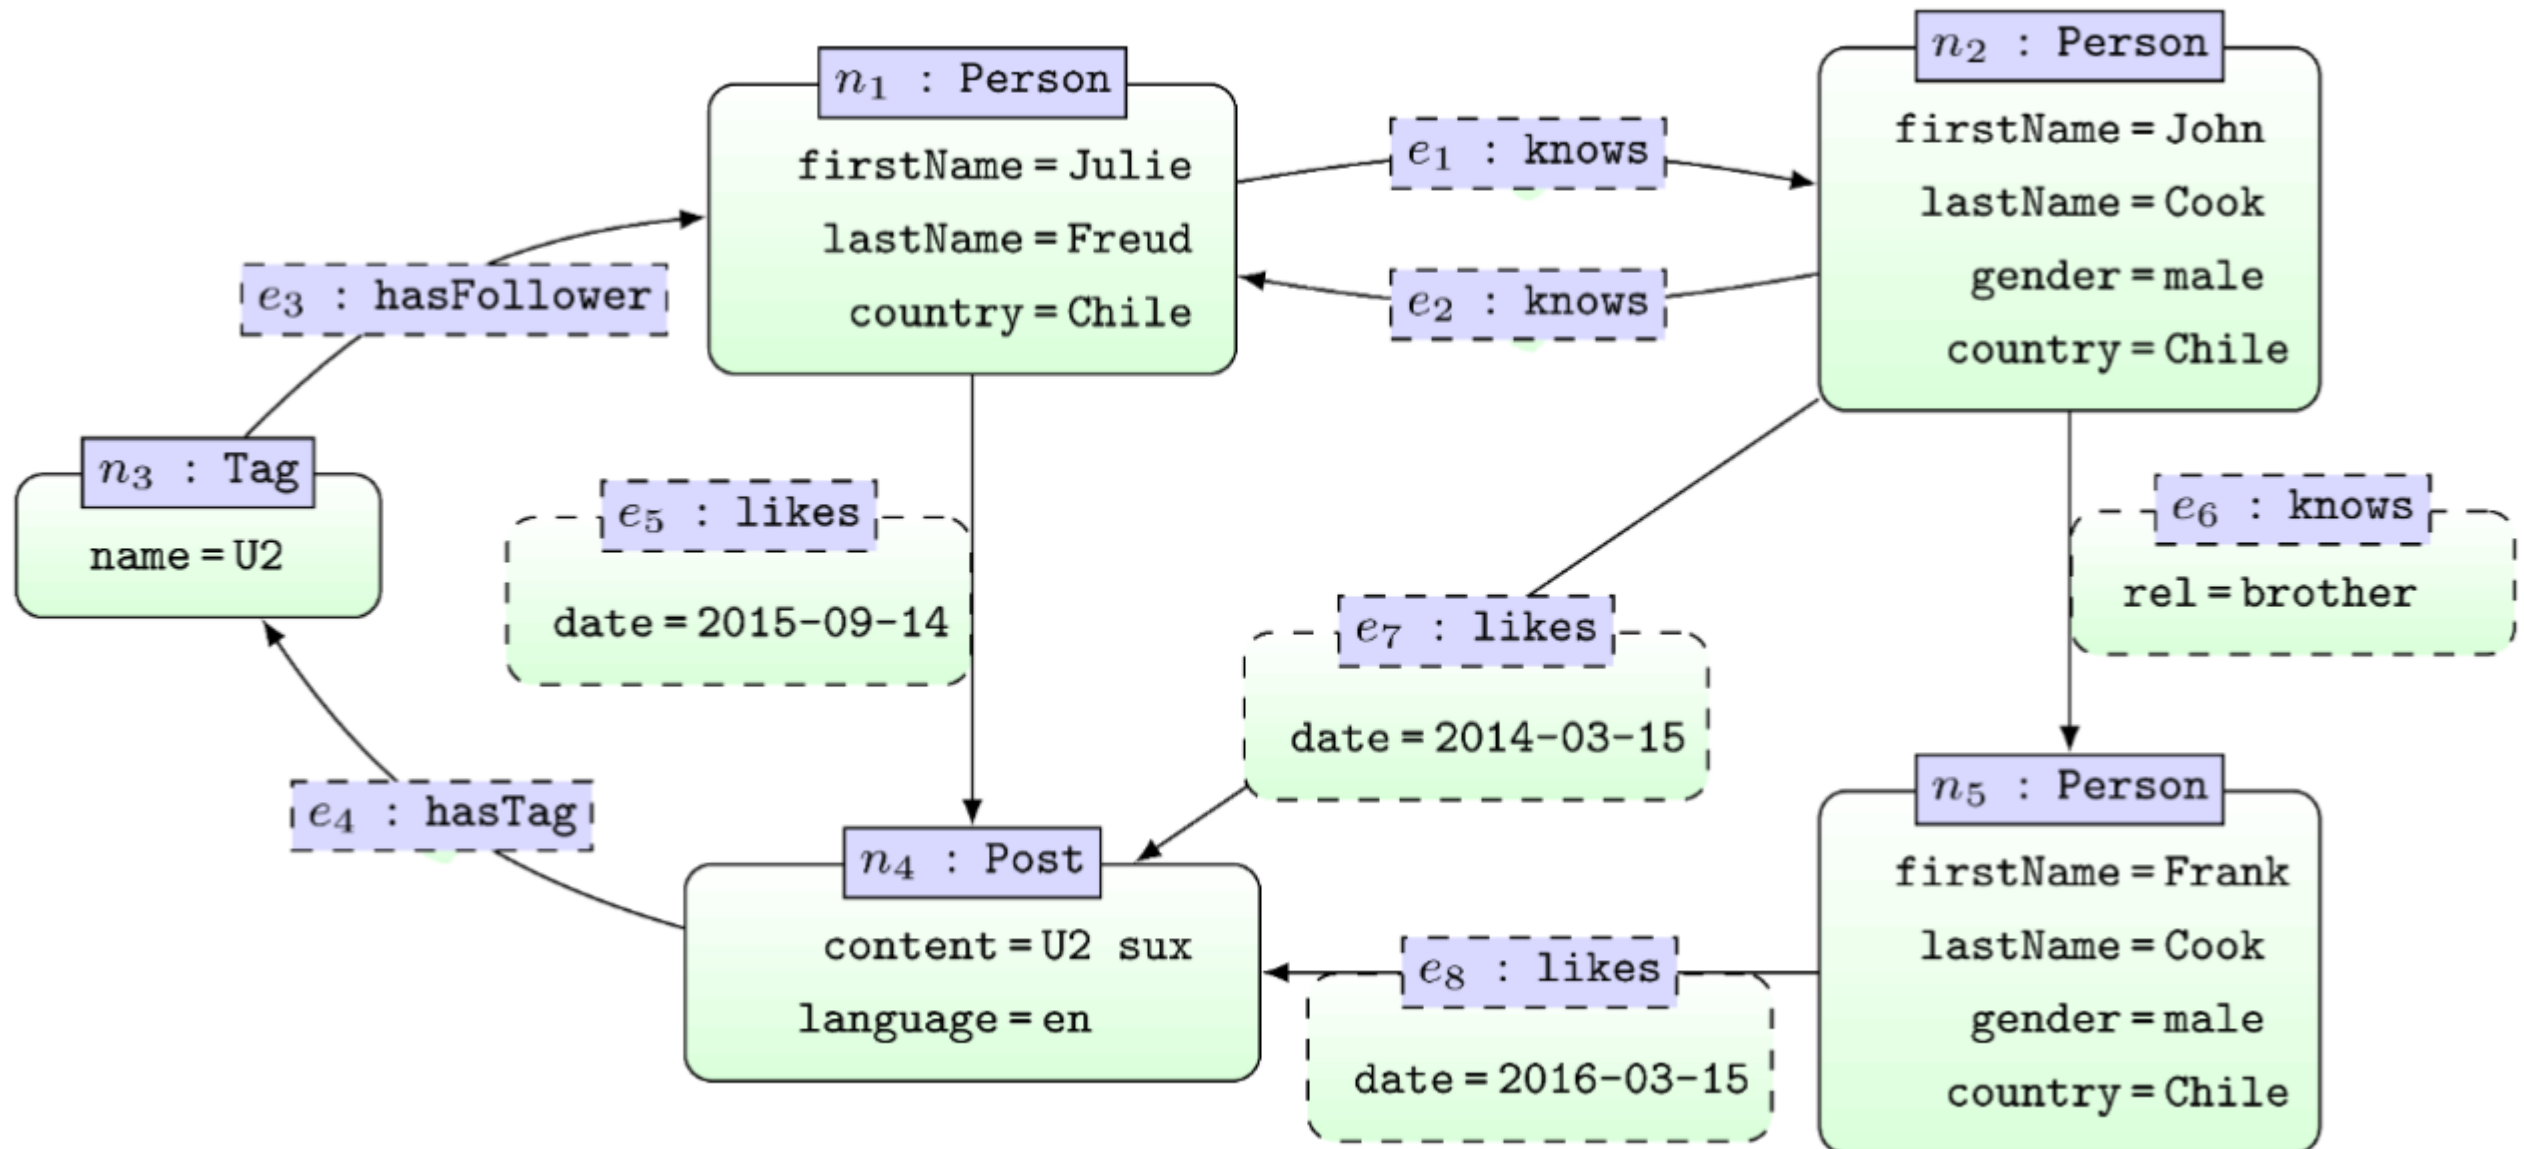 n1 : Person
firstName = Julie
lastName = Freud
country = Chile
e1 : knows
e2 : knows
n2 : Person
firstName = John
lastName = Cook
gender = male
country = Chile
e3 : hasFollower
n3 : Tag
name = U2
e5 : likes
date = 2015-09-14
e7 : likes
date = 2014-03-15
e6 : knows
rel = brother
e4 : hasTag
n4 : Post
content = U2 sux
language = en
e8 : likes
date = 2016-03-15
n5 : Person
firstName = Frank
lastName = Cook
gender = male
country = Chile